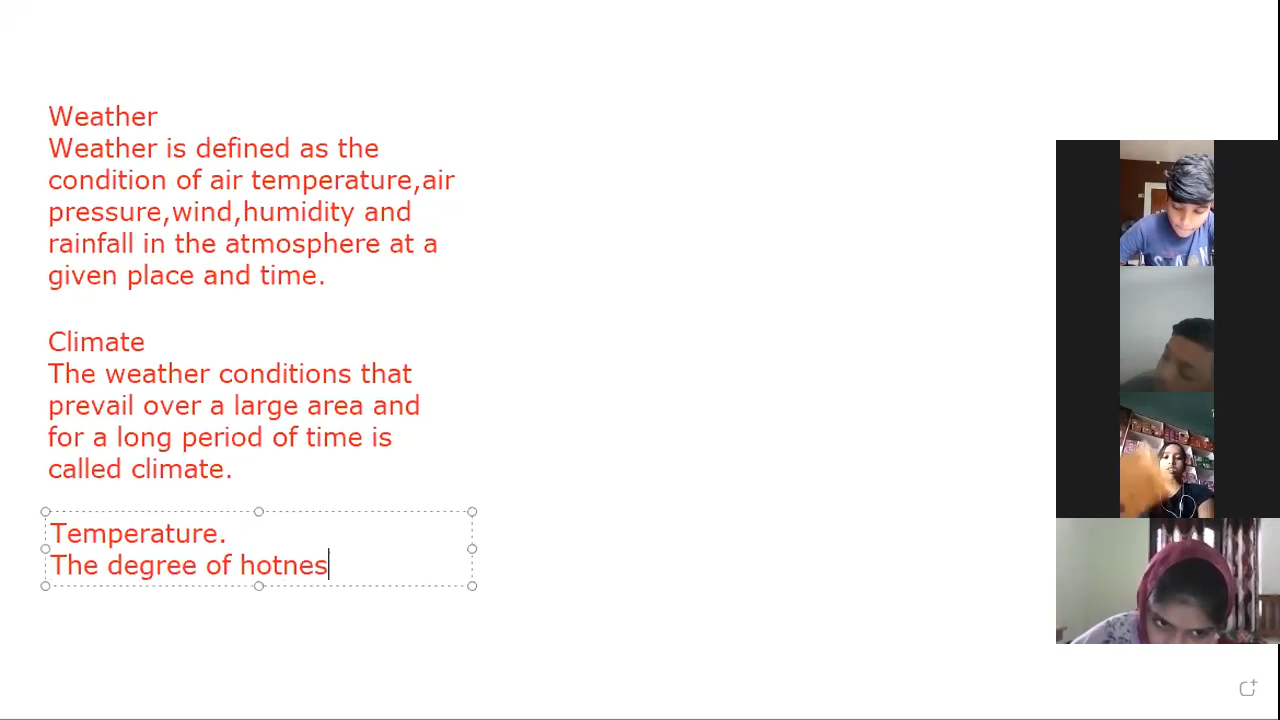 Weather
Weather is defined as the
condition of air temperature,air
pressure,wind,humidity and
rainfall in the atmosphere at a
given place and time.
Climate
The weather conditions that
prevail over a large area and
for a long period of time is
called climate.
Temperature.
The degree of hotnes